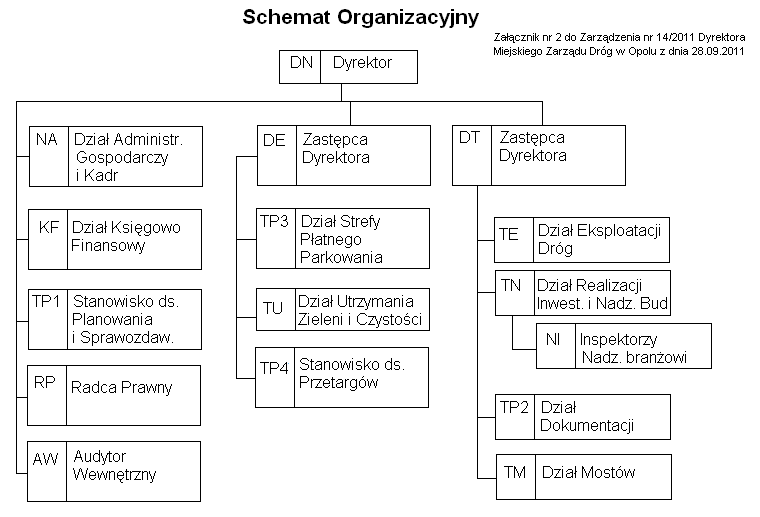 Schemat Organizacyjny
Załącznik nr 2 do Zarządzenia nr 14/2011 Dyrektora
Miejskiego Zarządu Dróg w Opolu z dnia 28.09.2011
DN Dyrektor
NA Dział Administr.
Gospodarczy
i Kadr
KF Dział Księgowo
Finansowy
TP1 Stanowisko ds.
Planowania
i Sprawozdaw.
RP Radca Prawny
AW Audytor
Wewnętrzny
DE Zastępca
Dyrektora
TP3 Dział Strefy
Płatnego
Parkowania
TU Dział Utrzymania
Zieleni i Czystości
TP4 Stanowisko ds.
Przetargów
DT Zastępca
Dyrektora
TE Dział Eksploatacji
Dróg
TN Dział Realizacji
Inwest. i Nadz. Bud
NI Inspektorzy
Nadz. branżowi
TP2 Dział
Dokumentacji
TM Dział Mostów